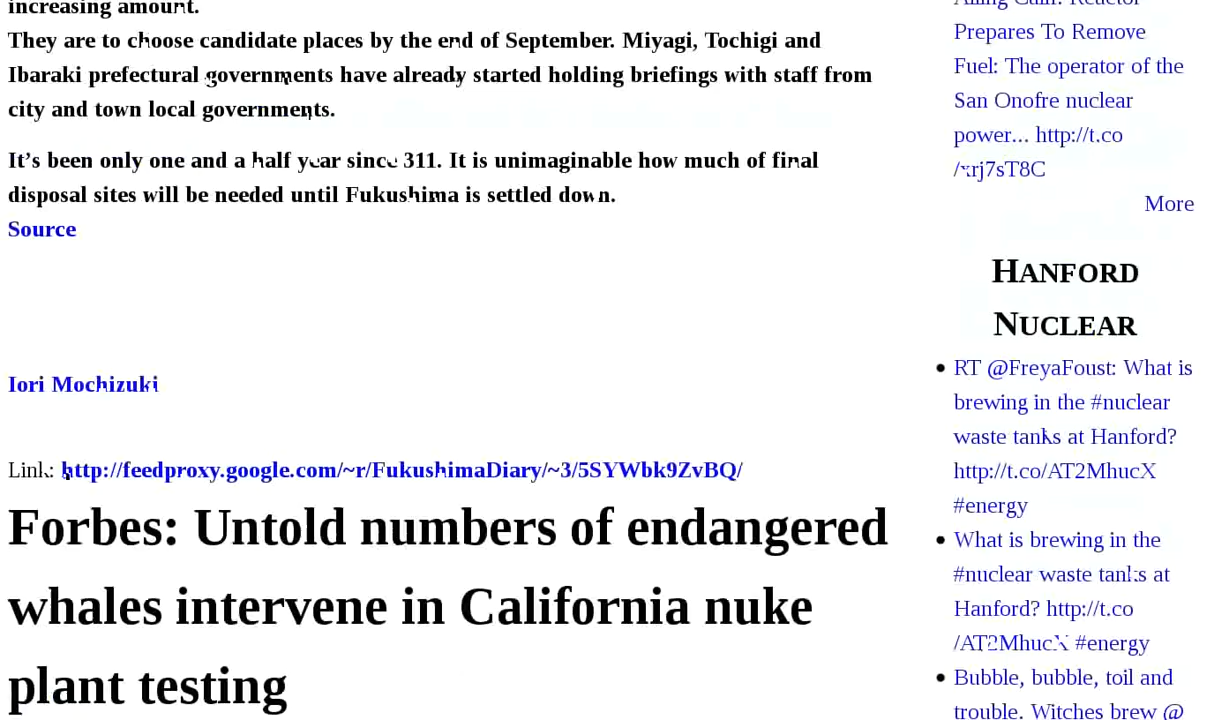 increasing amount.
They are to choose candidate places by the end of September. Miyagi, Tochigi and
Ibaraki prefectural governments have already started holding briefings with staff from
city and town local governments.
It’s been only one and a half year since 311. It is unimaginable how much of final
disposal sites will be needed until Fukushima is settled down.
Source
Iori Mochizuki
Link: http://feedproxy.google.com/~r/FukushimaDiary/~3/5SYWbk9ZvBQ/
Forbes: Untold numbers of endangered
whales intervene in California nuke
plant testing
Ailing Calif. Reactor
Prepares To Remove
Fuel: The operator of the
San Onofre nuclear
power... http://t.co
/xrj7sT8C
More
HANFORD
NUCLEAR
RT @FreyaFoust: What is
brewing in the #nuclear
waste tanks at Hanford?
http://t.co/AT2MhucX
#energy
What is brewing in the
#nuclear waste tanks at
Hanford? http://t.co
/AT2MhucX #energy
Bubble, bubble, toil and
trouble. Witches brew @